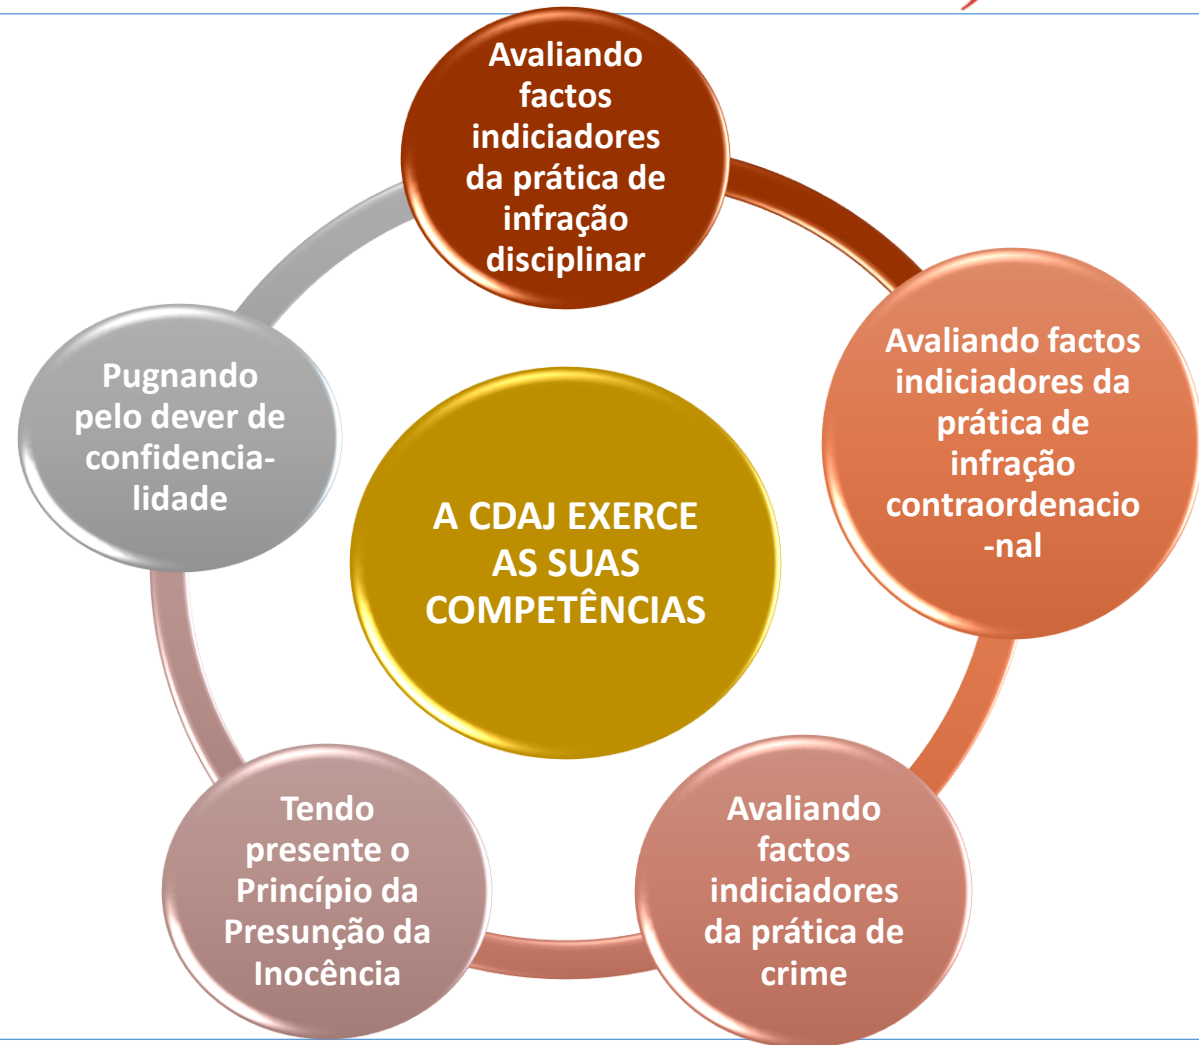 Avaliando
factos
indiciadores
da prática de
infração
disciplinar
Avaliando factos
indiciadores da
prática de
infração
contraordenacio
-nal
Avaliando
factos
indiciadores
da prática de
crime
Tendo
presente o
Princípio da
Presunção da
Inocência
Pugnando
pelo dever de
confidencia-
lidade
A CDAJ EXERCE
AS SUAS
COMPETÊNCIAS